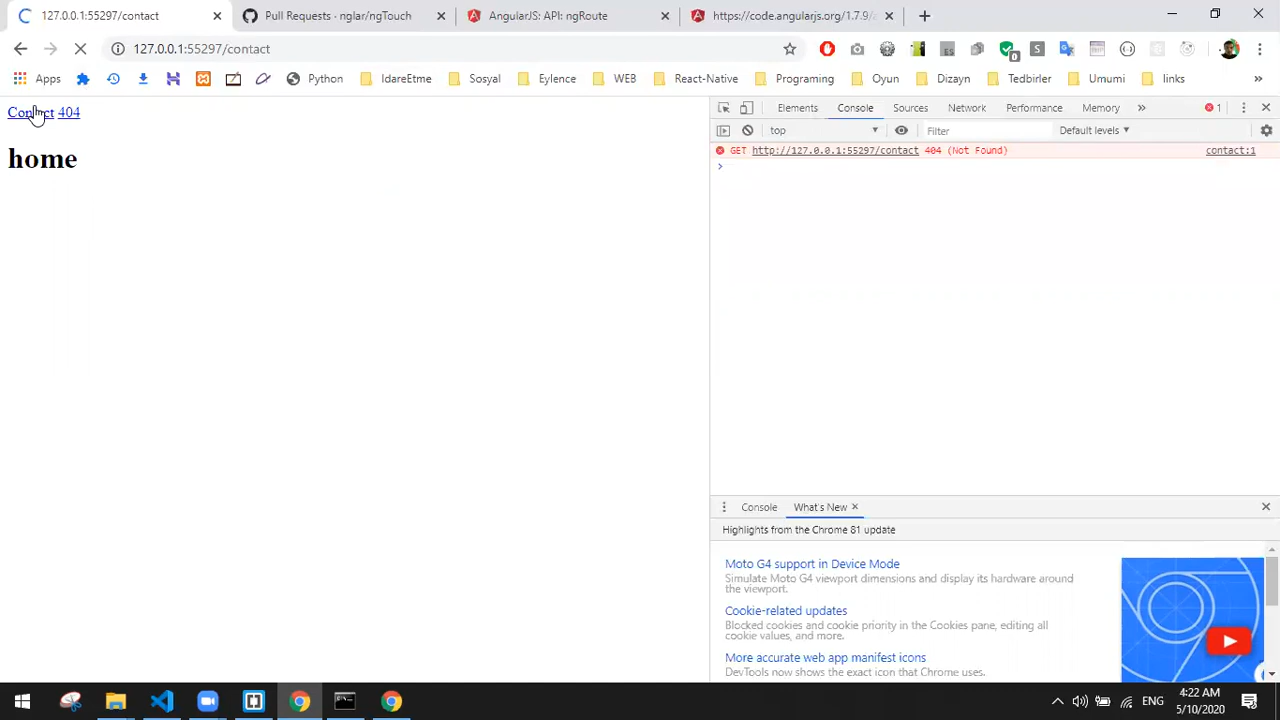 127.0.0.1:55297/contact
Pull Requests · nglar/ngTouch
AngularJS: API: ngRoute
https://code.angularjs.org/1.7.9/a
127.0.0.1:55297/contact
Apps
Python
IdareEtme
Sosyal
Eylence
WEB
React-Native
Programing
Oyun
Dizayn
Tedbirler
Umumi
links
»
Contact 404
home
Elements
Console
Sources
Network
Performance
Memory
»
1
top
Filter
Default levels
GET http://127.0.0.1:55297/contact 404 (Not Found)
contact:1
Console
What's New
Highlights from the Chrome 81 update
Moto G4 support in Device Mode
Simulate Moto G4 viewport dimensions and display its hardware around
the viewport.
Cookie-related updates
Blocked cookies and cookie priority in the Cookies pane, editing all
cookie values, and more.
More accurate web app manifest icons
DevTools now shows the exact icon that Chrome uses.
ENG
4:22 AM
5/10/2020